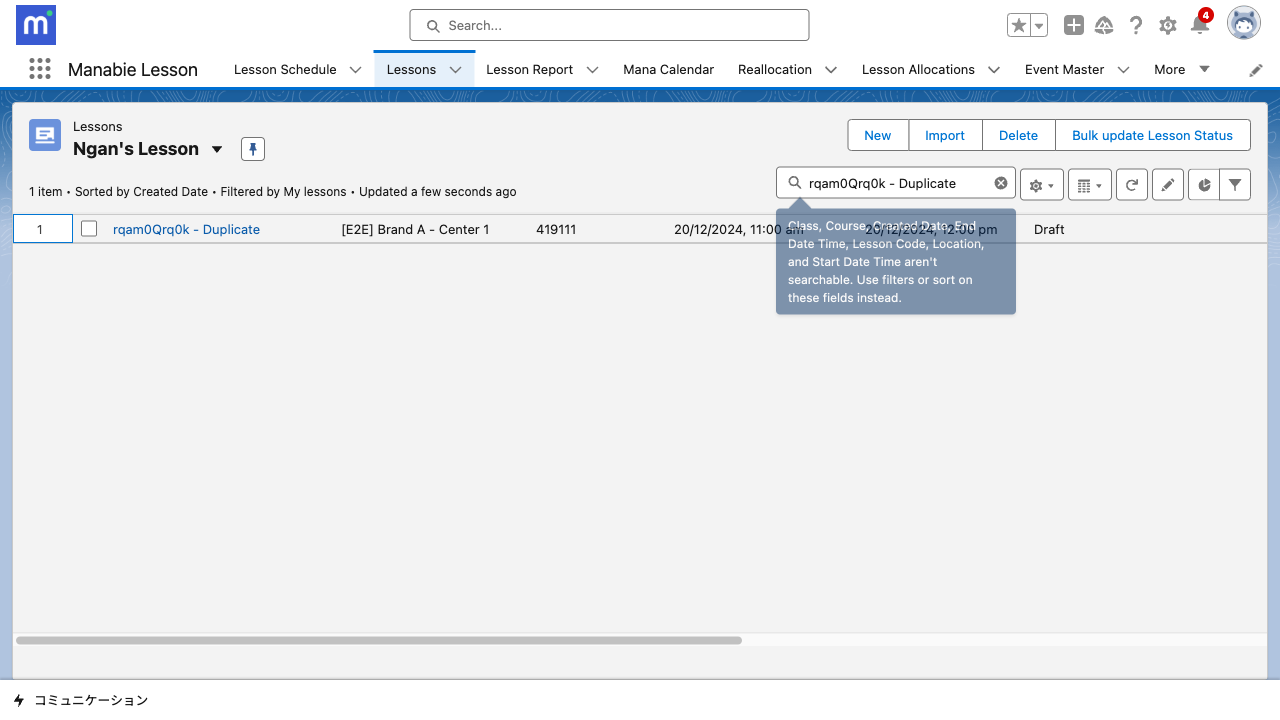 m
Search...
4
Manabie Lesson
Lesson Schedule
Lessons
Lesson Report
Mana Calendar
Reallocation
Lesson Allocations
Event Master
More
Lessons
Ngan's Lesson
New
Import
Delete
Bulk update Lesson Status
1 item • Sorted by Created Date • Filtered by My lessons • Updated a few seconds ago
rqam0Qrq0k - Duplicate
1
rqam0Qrq0k - Duplicate
[E2E] Brand A - Center 1
419111
20/12/2024, 11:00 am
20/12/2024, 12:00 pm
Draft
Class, Course, Created Date, End
Date Time, Lesson Code, Location,
and Start Date Time aren't
searchable. Use filters or sort on
these fields instead.
コミュニケーション